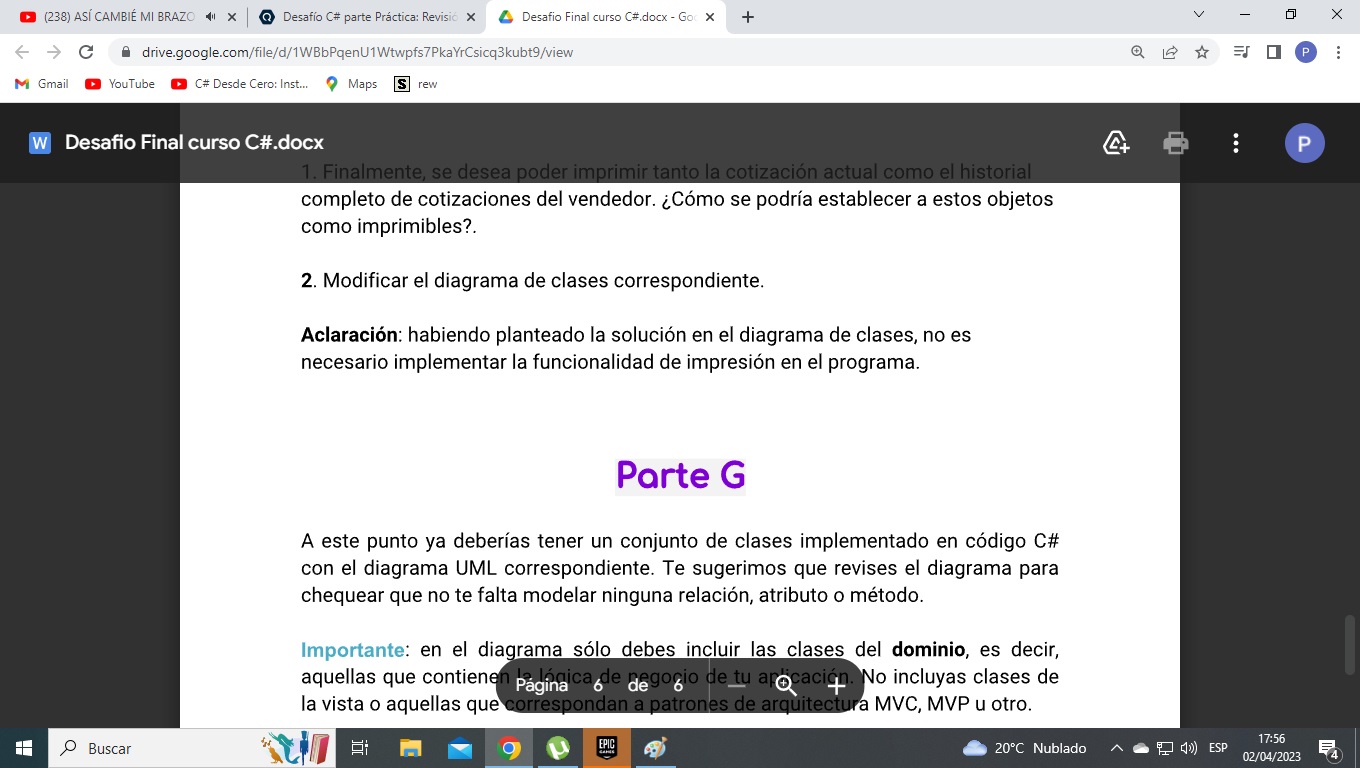 (238) ASÍ CAMBIÉ MI BRAZO
Desafío C# parte Práctica: Revisió
Desafio Final curso C#.docx - Goo
drive.google.com/file/d/1WBbPqenU1Wtwpfs7PkaYrCsicq3kubt9/view
P
Gmail
YouTube
C# Desde Cero: Inst...
Maps
S
rew
W
Desafio Final curso C#.docx
P
1. Finalmente, se desea poder imprimir tanto la cotización actual como el historial
completo de cotizaciones del vendedor. ¿Cómo se podría establecer a estos objetos
como imprimibles?.
2. Modificar el diagrama de clases correspondiente.
Aclaración: habiendo planteado la solución en el diagrama de clases, no es
necesario implementar la funcionalidad de impresión en el programa.
Parte G
A este punto ya deberías tener un conjunto de clases implementado en código C#
con el diagrama UML correspondiente. Te sugerimos que revises el diagrama para
chequear que no te falta modelar ninguna relación, atributo o método.
Importante: en el diagrama sólo debes incluir las clases del dominio, es decir,
aquellas que contienen la lógica de negocio de tu aplicación. No incluyas clases de
la vista o aquellas que correspondan a patrones de arquitectura MVC, MVP u otro.
Página 6 de 6
Buscar
EPIC
GAMES
20°C Nublado
ESP
17:56
02/04/2023
4